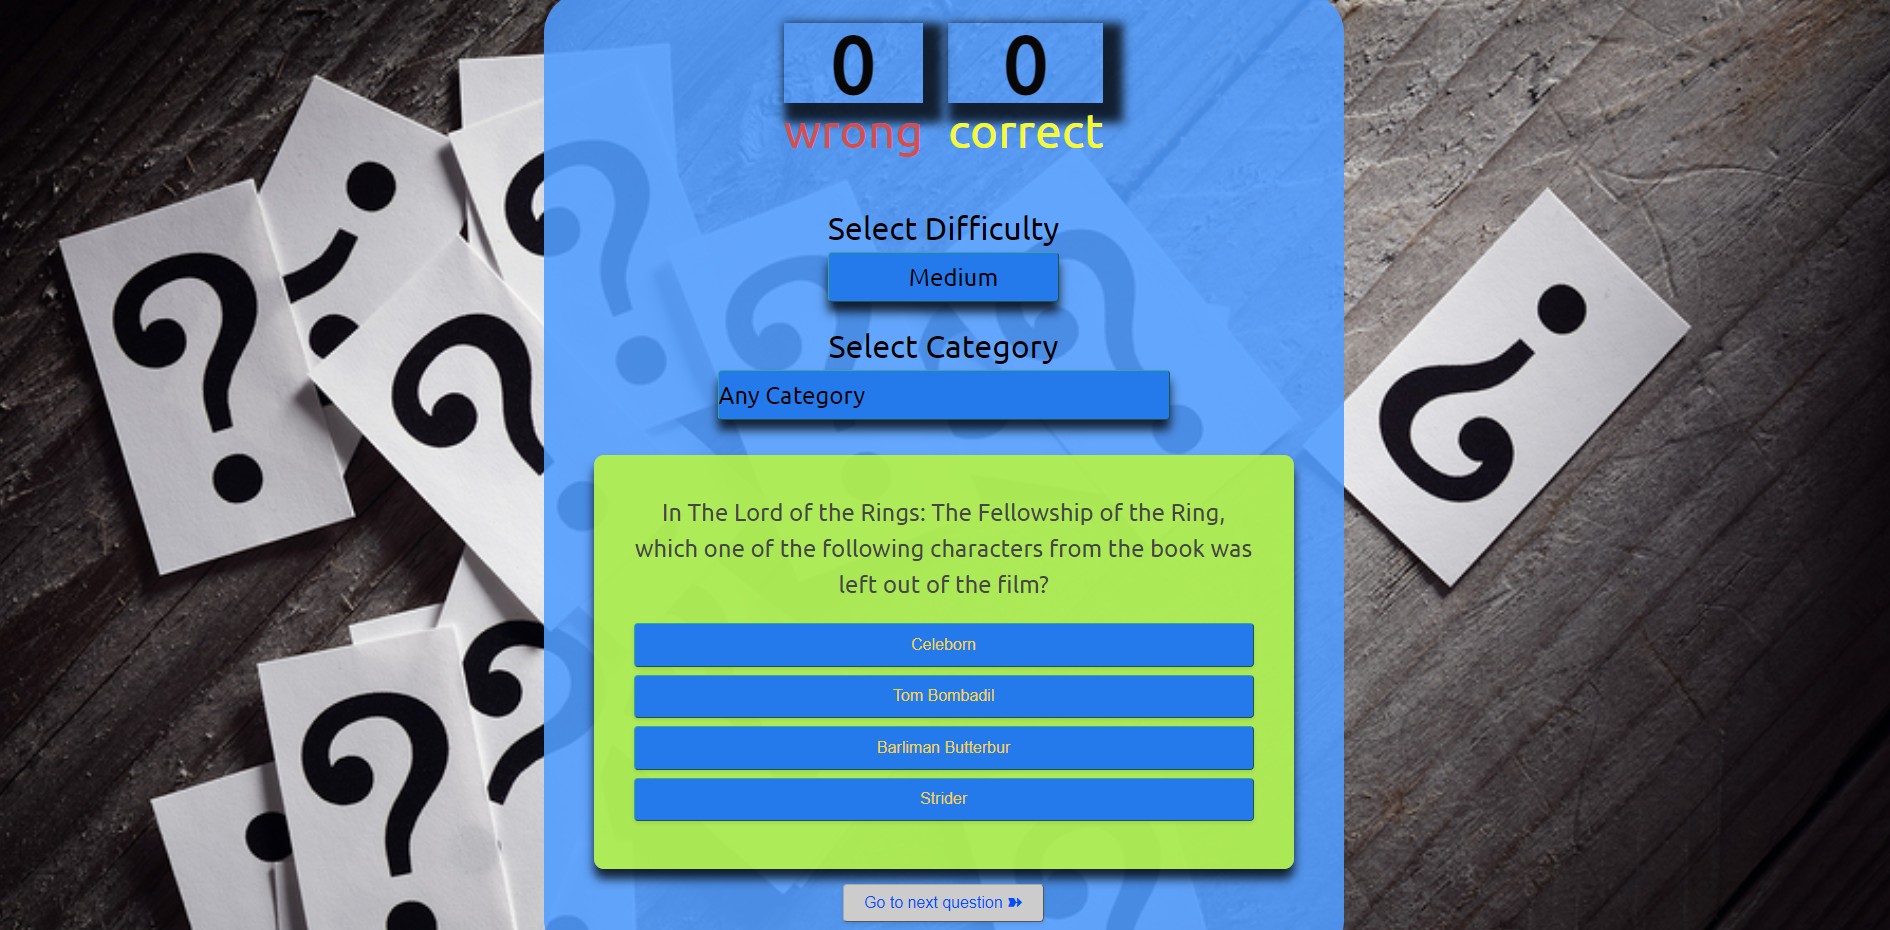 0 0
wrong correct
Select Difficulty
Medium
Select Category
Any Category
In The Lord of the Rings: The Fellowship of the Ring,
which one of the following characters from the book was
left out of the film?
Celeborn
Tom Bombadil
Barliman Butterbur
Strider
Go to next question ➽
? ? ? ? ? ? ?